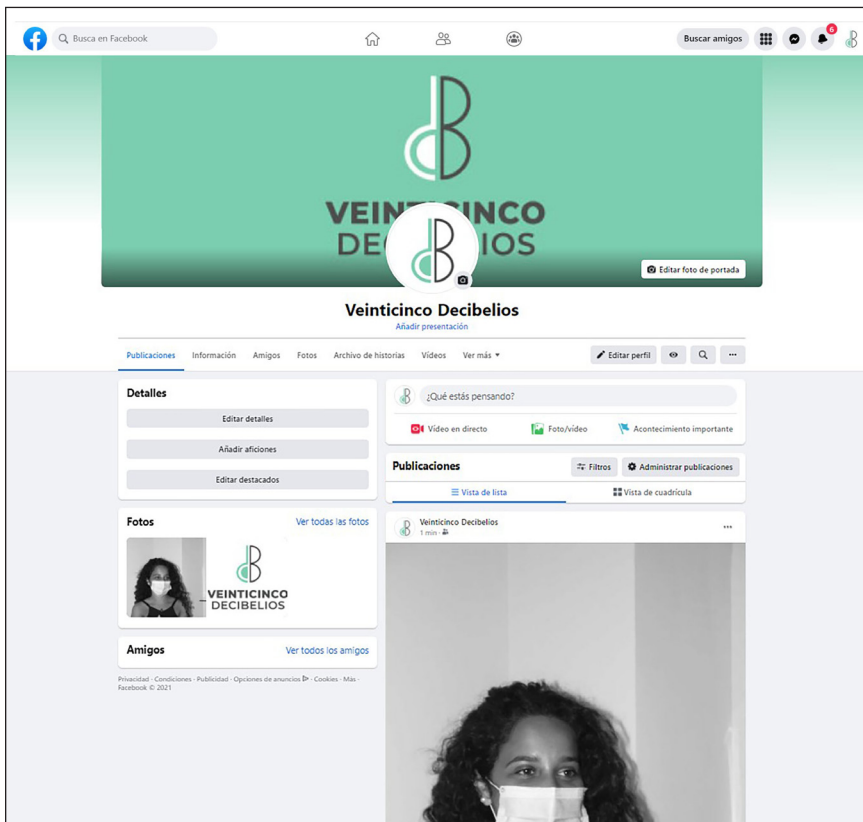 Busca en Facebook
Buscar amigos
6
dB
VEINTICINCO
DECIBELIOS
dB
Editar foto de portada
Veinticinco Decibelios
Añadir presentación
Publicaciones Información Amigos Fotos Archivo de historias Vídeos Ver más
Editar perfil
Detalles
Editar detalles
Añadir aficiones
Editar destacados
Fotos Ver todas las fotos
dB
VEINTICINCO
DECIBELIOS
Amigos Ver todos los amigos
Privacidad · Condiciones · Publicidad · Opciones de anuncios · Cookies · Más ·
Facebook © 2021
¿Qué estás pensando?
Vídeo en directo Foto/vídeo Acontecimiento importante
Publicaciones Filtros Administrar publicaciones
Vista de lista Vista de cuadrícula
Veinticinco Decibelios
1 min ·